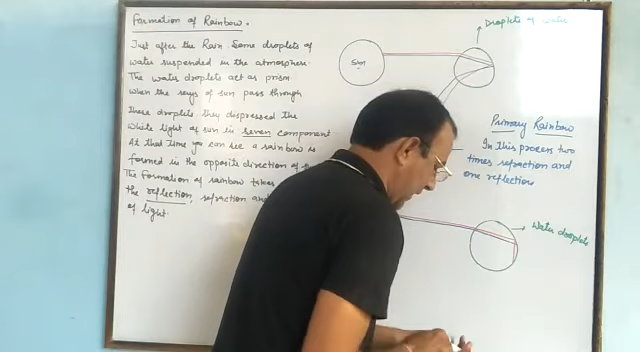 Formation of Rainbow.
Just after the Rain Some droplets of
water suspended in the atmosphere.
The water droplets act as prism
when the rays of sun pass through
these droplets they dispressed the
white light of sun in seven component
At that time you can see a rainbow is
formed in the opposite direction of
The formation of rainbow takes
the reflection, refraction and
of light.
Droplets of water
Sun
Primary Rainbow
In this process two
times refraction and
one reflection
Water droplets